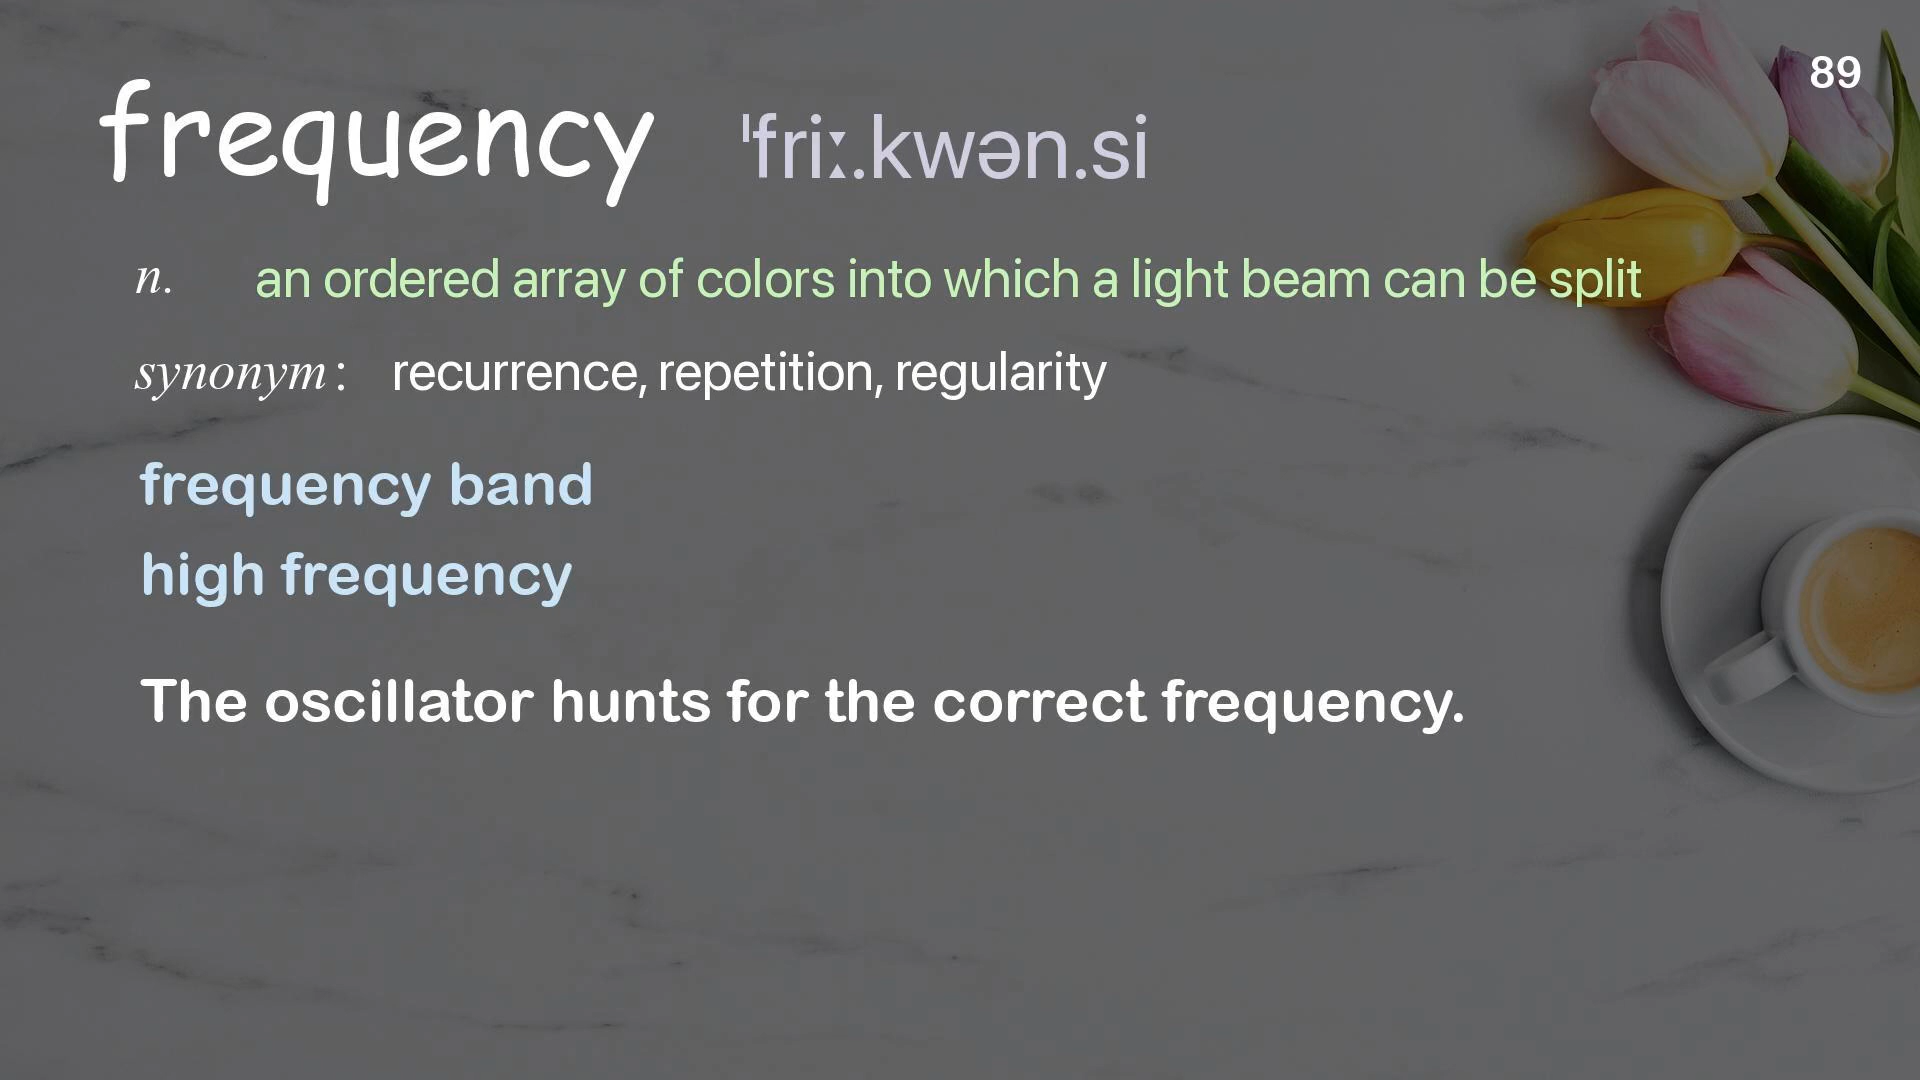 89
frequency ˈfriː.kwən.si
n. an ordered array of colors into which a light beam can be split
synonym : recurrence, repetition, regularity
frequency band
high frequency
The oscillator hunts for the correct frequency.